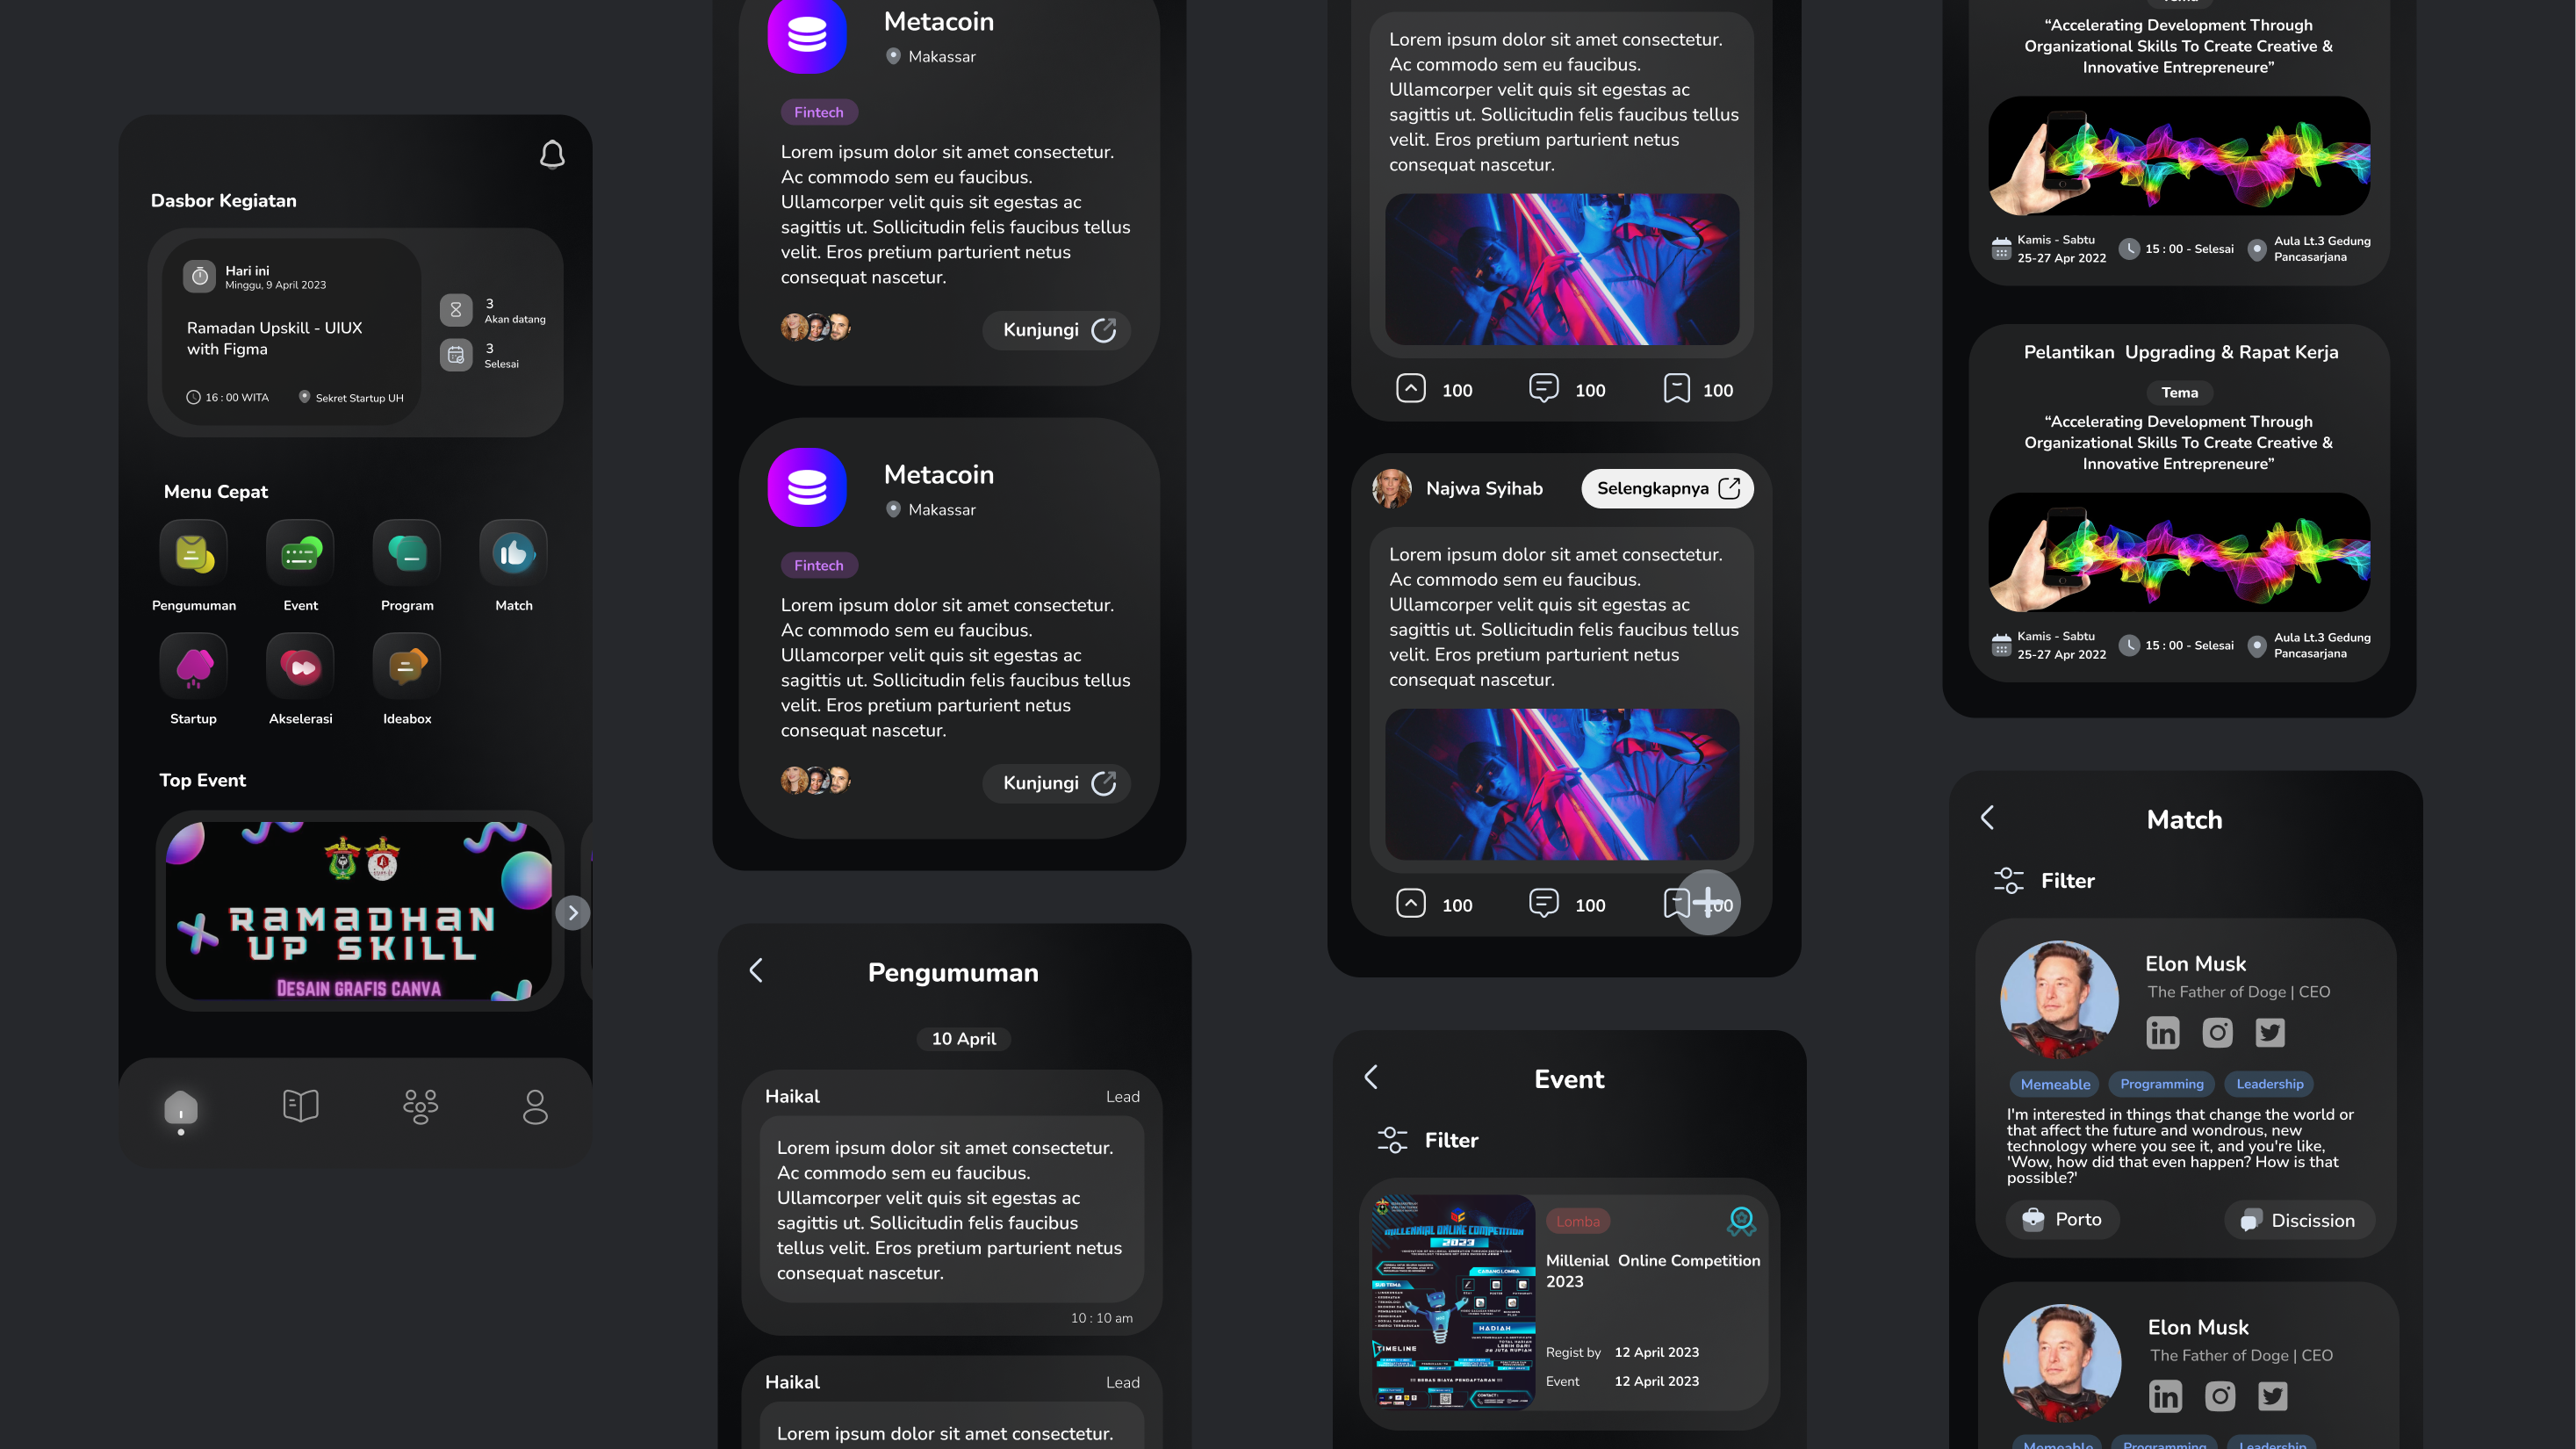 Dasbor Kegiatan
Hari ini
Minggu, 9 April 2023
Ramadan Upskill - UIUX
with Figma
16 : 00 WITA
Sekret Startup UH
3
Akan datang
3
Selesai
Menu Cepat
Pengumuman
Event
Program
Match
Startup
Akselerasi
Ideabox
Top Event
RAMADHAN
UP SKILL
DESAIN GRAFIS CANVA
Metacoin
Makassar
Fintech
Lorem ipsum dolor sit amet consectetur.
Ac commodo sem eu faucibus.
Ullamcorper velit quis sit egestas ac
sagittis ut. Sollicitudin felis faucibus tellus
velit. Eros pretium parturient netus
consequat nascetur.
Kunjungi
Metacoin
Makassar
Fintech
Lorem ipsum dolor sit amet consectetur.
Ac commodo sem eu faucibus.
Ullamcorper velit quis sit egestas ac
sagittis ut. Sollicitudin felis faucibus tellus
velit. Eros pretium parturient netus
consequat nascetur.
Kunjungi
Pengumuman
10 April
Haikal
Lead
Lorem ipsum dolor sit amet consectetur.
Ac commodo sem eu faucibus.
Ullamcorper velit quis sit egestas ac
sagittis ut. Sollicitudin felis faucibus
tellus velit. Eros pretium parturient netus
consequat nascetur.
10 : 10 am
Haikal
Lead
Lorem ipsum dolor sit amet consectetur.
Lorem ipsum dolor sit amet consectetur.
Ac commodo sem eu faucibus.
Ullamcorper velit quis sit egestas ac
sagittis ut. Sollicitudin felis faucibus tellus
velit. Eros pretium parturient netus
consequat nascetur.
100
100
100
Najwa Syihab
Selengkapnya
Lorem ipsum dolor sit amet consectetur.
Ac commodo sem eu faucibus.
Ullamcorper velit quis sit egestas ac
sagittis ut. Sollicitudin felis faucibus tellus
velit. Eros pretium parturient netus
consequat nascetur.
100
100
100
Event
Filter
MILLENNIAL ONLINE COMPETITION
2023
SUB TEMA
CABANG LOMBA
HADIAH
TIMELINE
Lomba
Millenial Online Competition
2023
Regist by 12 April 2023
Event 12 April 2023
Tema
“Accelerating Development Through
Organizational Skills To Create Creative &
Innovative Entrepreneure”
Kamis - Sabtu
25-27 Apr 2022
15 : 00 - Selesai
Aula Lt.3 Gedung
Pancasarjana
Pelantikan Upgrading & Rapat Kerja
Tema
“Accelerating Development Through
Organizational Skills To Create Creative &
Innovative Entrepreneure”
Kamis - Sabtu
25-27 Apr 2022
15 : 00 - Selesai
Aula Lt.3 Gedung
Pancasarjana
Match
Filter
Elon Musk
The Father of Doge | CEO
in
Memeable
Programming
Leadership
I'm interested in things that change the world or
that affect the future and wondrous, new
technology where you see it, and you're like,
'Wow, how did that even happen? How is that
possible?'
Porto
Discission
Elon Musk
The Father of Doge | CEO
in
Memeable
Programming
Leadership